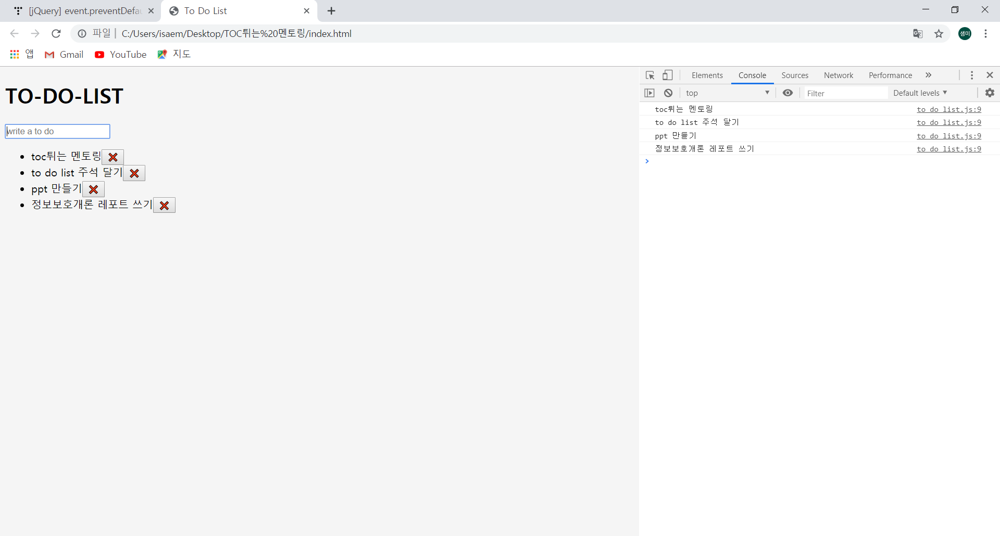 [jQuery] event.preventDefau
To Do List
파일 | C:/Users/isaem/Desktop/TOC튀는%20멘토링/index.html
샘미
앱 Gmail YouTube 지도
TO-DO-LIST
write a to do
toc튀는 멘토링
to do list 주석 달기
ppt 만들기
정보보호개론 레포트 쓰기
Elements Console Sources Network Performance »
top Filter Default levels
toc튀는 멘토링 to do list.js:9
to do list 주석 달기 to do list.js:9
ppt 만들기 to do list.js:9
정보보호개론 레포트 쓰기 to do list.js:9
>